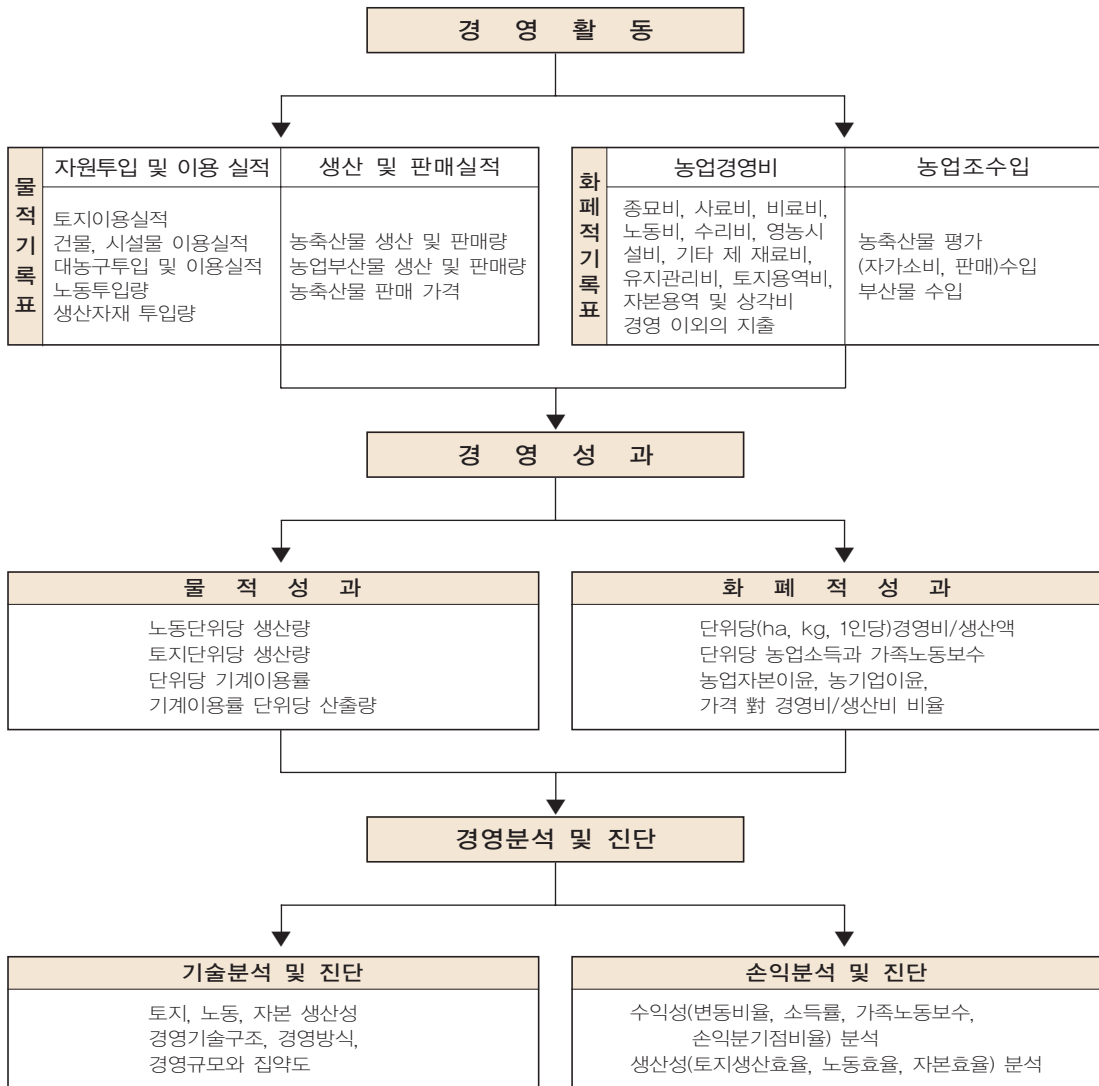 경 영 활 동
물적기록표
자원투입 및 이용 실적
토지이용실적
건물, 시설물 이용실적
대농구투입 및 이용실적
노동투입량
생산자재 투입량
생산 및 판매실적
농축산물 생산 및 판매량
농업부산물 생산 및 판매량
농축산물 판매 가격
화폐적기록표
농업경영비
종묘비, 사료비, 비료비,
노동비, 수리비, 영농시
설비, 기타 제 재료비,
유지관리비, 토지용역비,
자본용역 및 상각비
경영 이외의 지출
농업조수입
농축산물 평가
(자가소비, 판매)수입
부산물 수입
경 영 성 과
물 적 성 과
노동단위당 생산량
토지단위당 생산량
단위당 기계이용률
기계이용률 단위당 산출량
화 폐 적 성 과
단위당(ha, kg, 1인당)경영비/생산액
단위당 농업소득과 가족노동보수
농업자본이윤, 농기업이윤,
가격 對 경영비/생산비 비율
경영분석 및 진단
기술분석 및 진단
토지, 노동, 자본 생산성
경영기술구조, 경영방식,
경영규모와 집약도
손익분석 및 진단
수익성(변동비율, 소득률, 가족노동보수,
손익분기점비율) 분석
생산성(토지생산효율, 노동효율, 자본효율) 분석